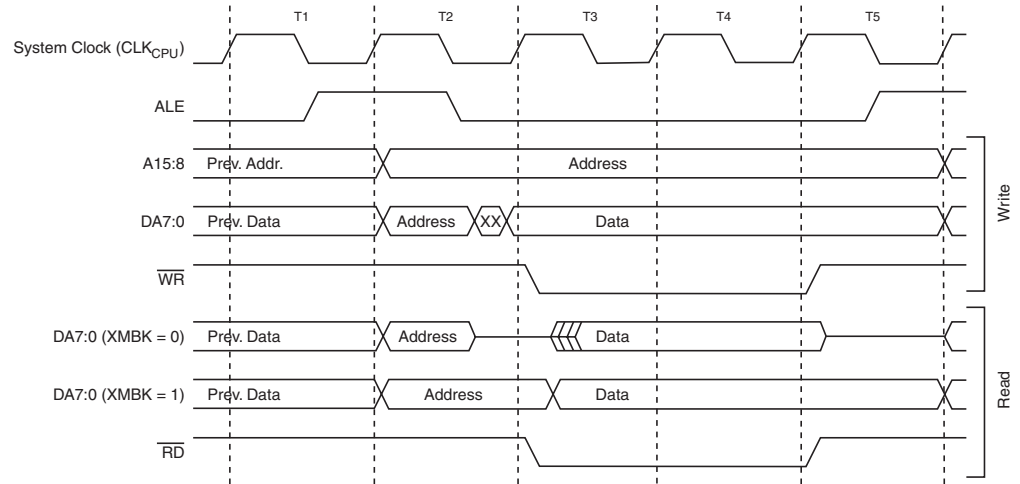 T1 T2 T3 T4 T5
System Clock (CLKCPU)
ALE
A15:8 Prev. Addr. Address
DA7:0 Prev. Data Address XX Data
WR
Write
DA7:0 (XMBK = 0) Prev. Data Address Data
DA7:0 (XMBK = 1) Prev. Data Address Data
RD
Read